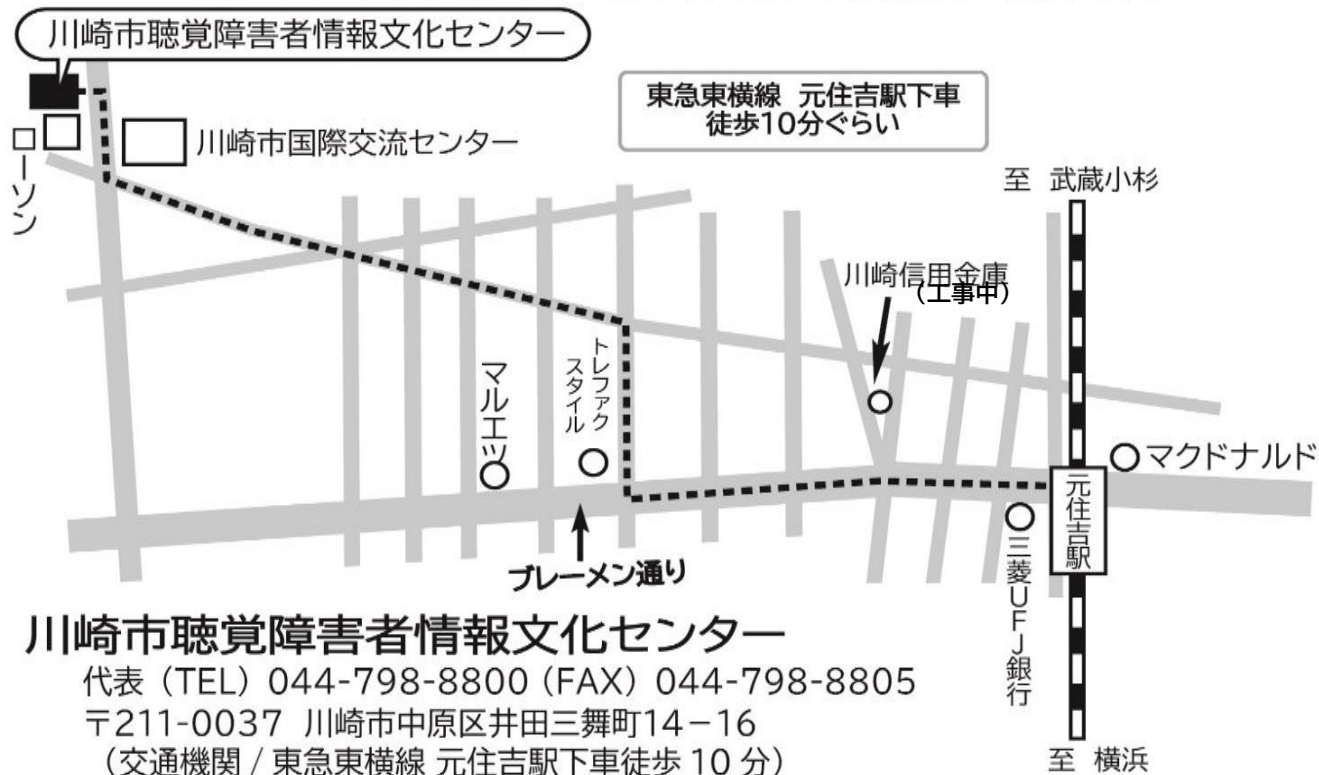 川崎市聴覚障害者情報文化センター
東急東横線 元住吉駅下車
徒歩10分ぐらい
ローソン
川崎市国際交流センター
至 武蔵小杉
川崎信用金庫
（工事中）
マルエツ
トレファク
スタイル
マクドナルド
元住吉駅
三菱UFJ銀行
ブレーメン通り
川崎市聴覚障害者情報文化センター
代表（TEL）044-798-8800（FAX）044-798-8805
〒211-0037 川崎市中原区井田三舞町14－16
（交通機関 / 東急東横線 元住吉駅下車徒歩 10 分）
至 横浜